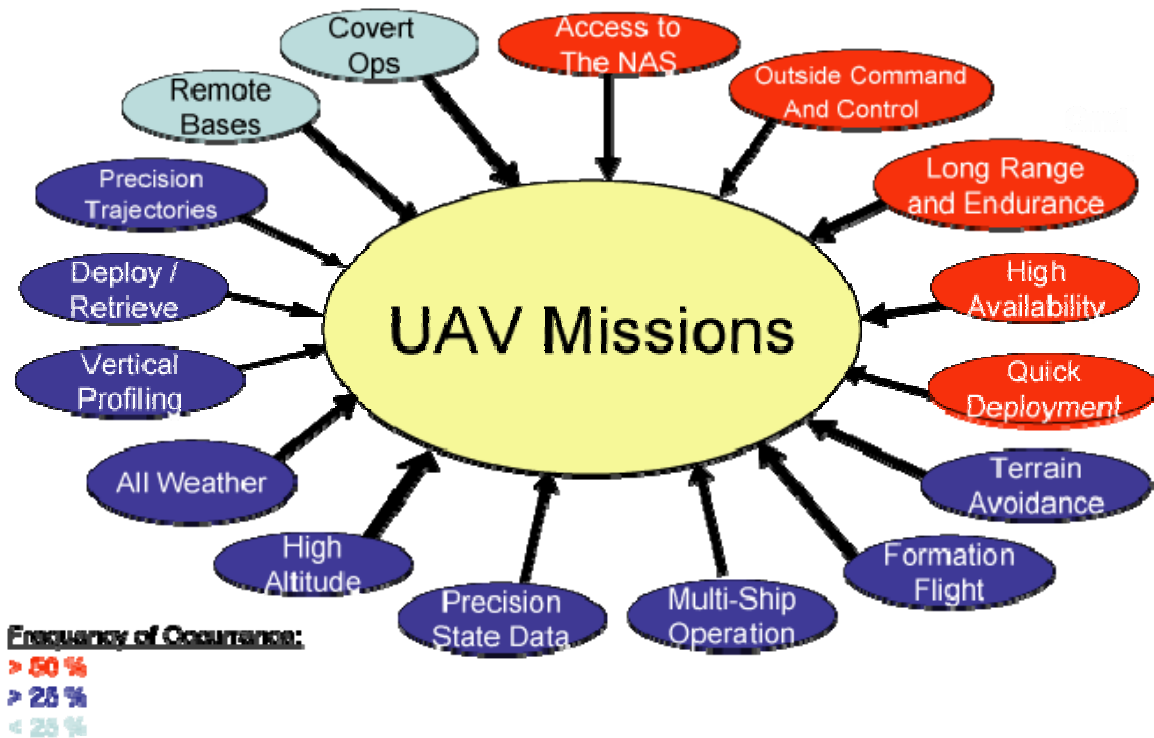 Covert
Ops
Access to
The NAS
Outside Command
And Control
Remote
Bases
Long Range
and Endurance
Precision
Trajectories
Deploy /
Retrieve
High
Availability
UAV Missions
Vertical
Profiling
Quick
Deployment
All Weather
Terrain
Avoidance
High
Altitude
Formation
Flight
Precision
State Data
Multi-Ship
Operation
Frequency of Occurrance:
> 50 %
> 25 %
< 25 %